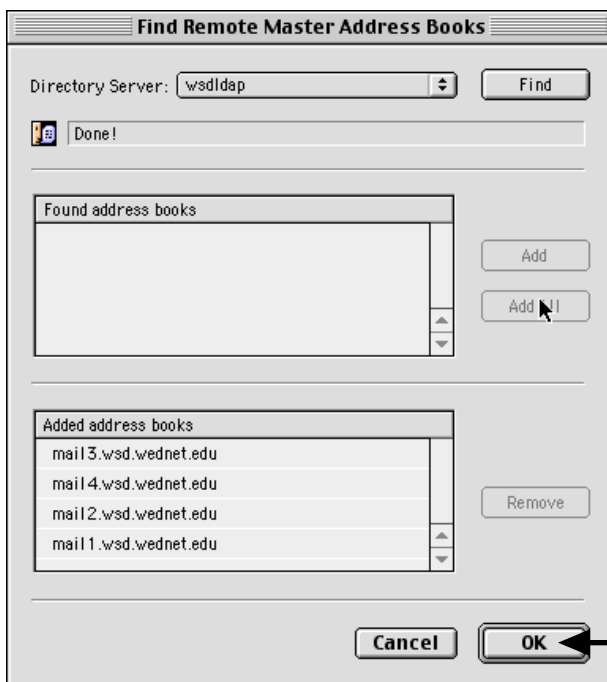 Find Remote Master Address Books
Directory Server: wsdldap Find
Done!
Found address books
Add
Add All
Added address books
mail3.wsd.wednet.edu
mail4.wsd.wednet.edu
mail2.wsd.wednet.edu
mail1.wsd.wednet.edu
Remove
Cancel OK